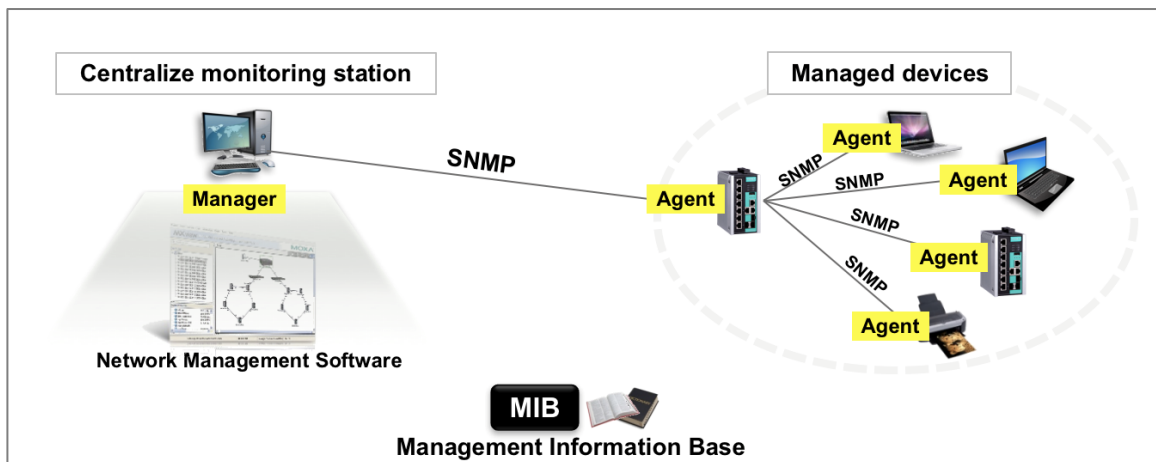 Centralize monitoring station
Managed devices
Agent
SNMP
SNMP
Manager
Agent
SNMP
Agent
SNMP
Agent
SNMP
Agent
MOXA
Network Management Software
MIB
Management Information Base